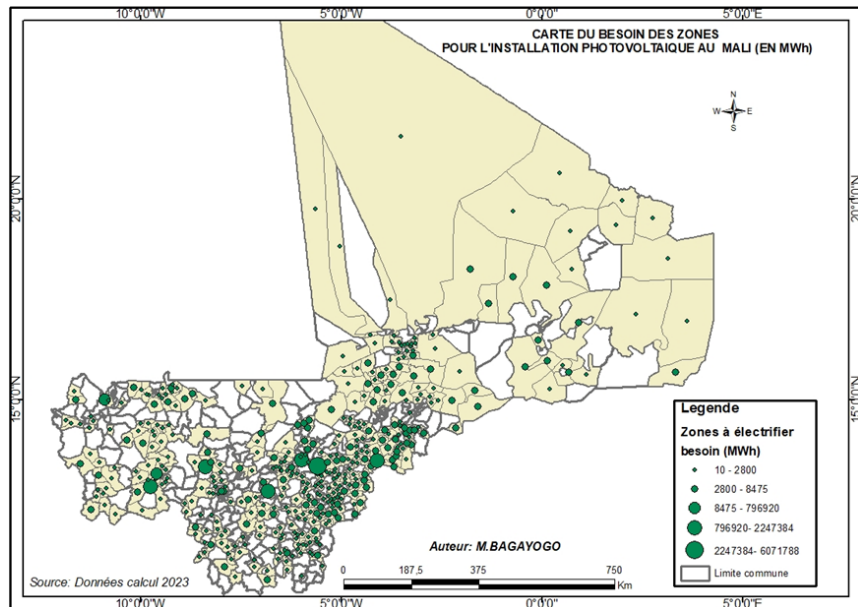 10°0'0"W 5°0'0"W 0°0'0" 5°0'0"E
CARTE DU BESOIN DES ZONES
POUR L'INSTALLATION PHOTOVOLTAIQUE AU MALI (EN MWh)
N
W E
S
20°0'0"N 20°0'0"N
15°0'0"N 15°0'0"N
Legende
Zones à électrifier
besoin (MWh)
10 - 2800
2800 - 8475
8475 - 796920
796920- 2247384
2247384- 6071788
Limite commune
Auteur: M.BAGAYOGO
Source: Données calcul 2023
0 187,5 375 750
Km
10°0'0"W 5°0'0"W 0°0'0" 5°0'0"E